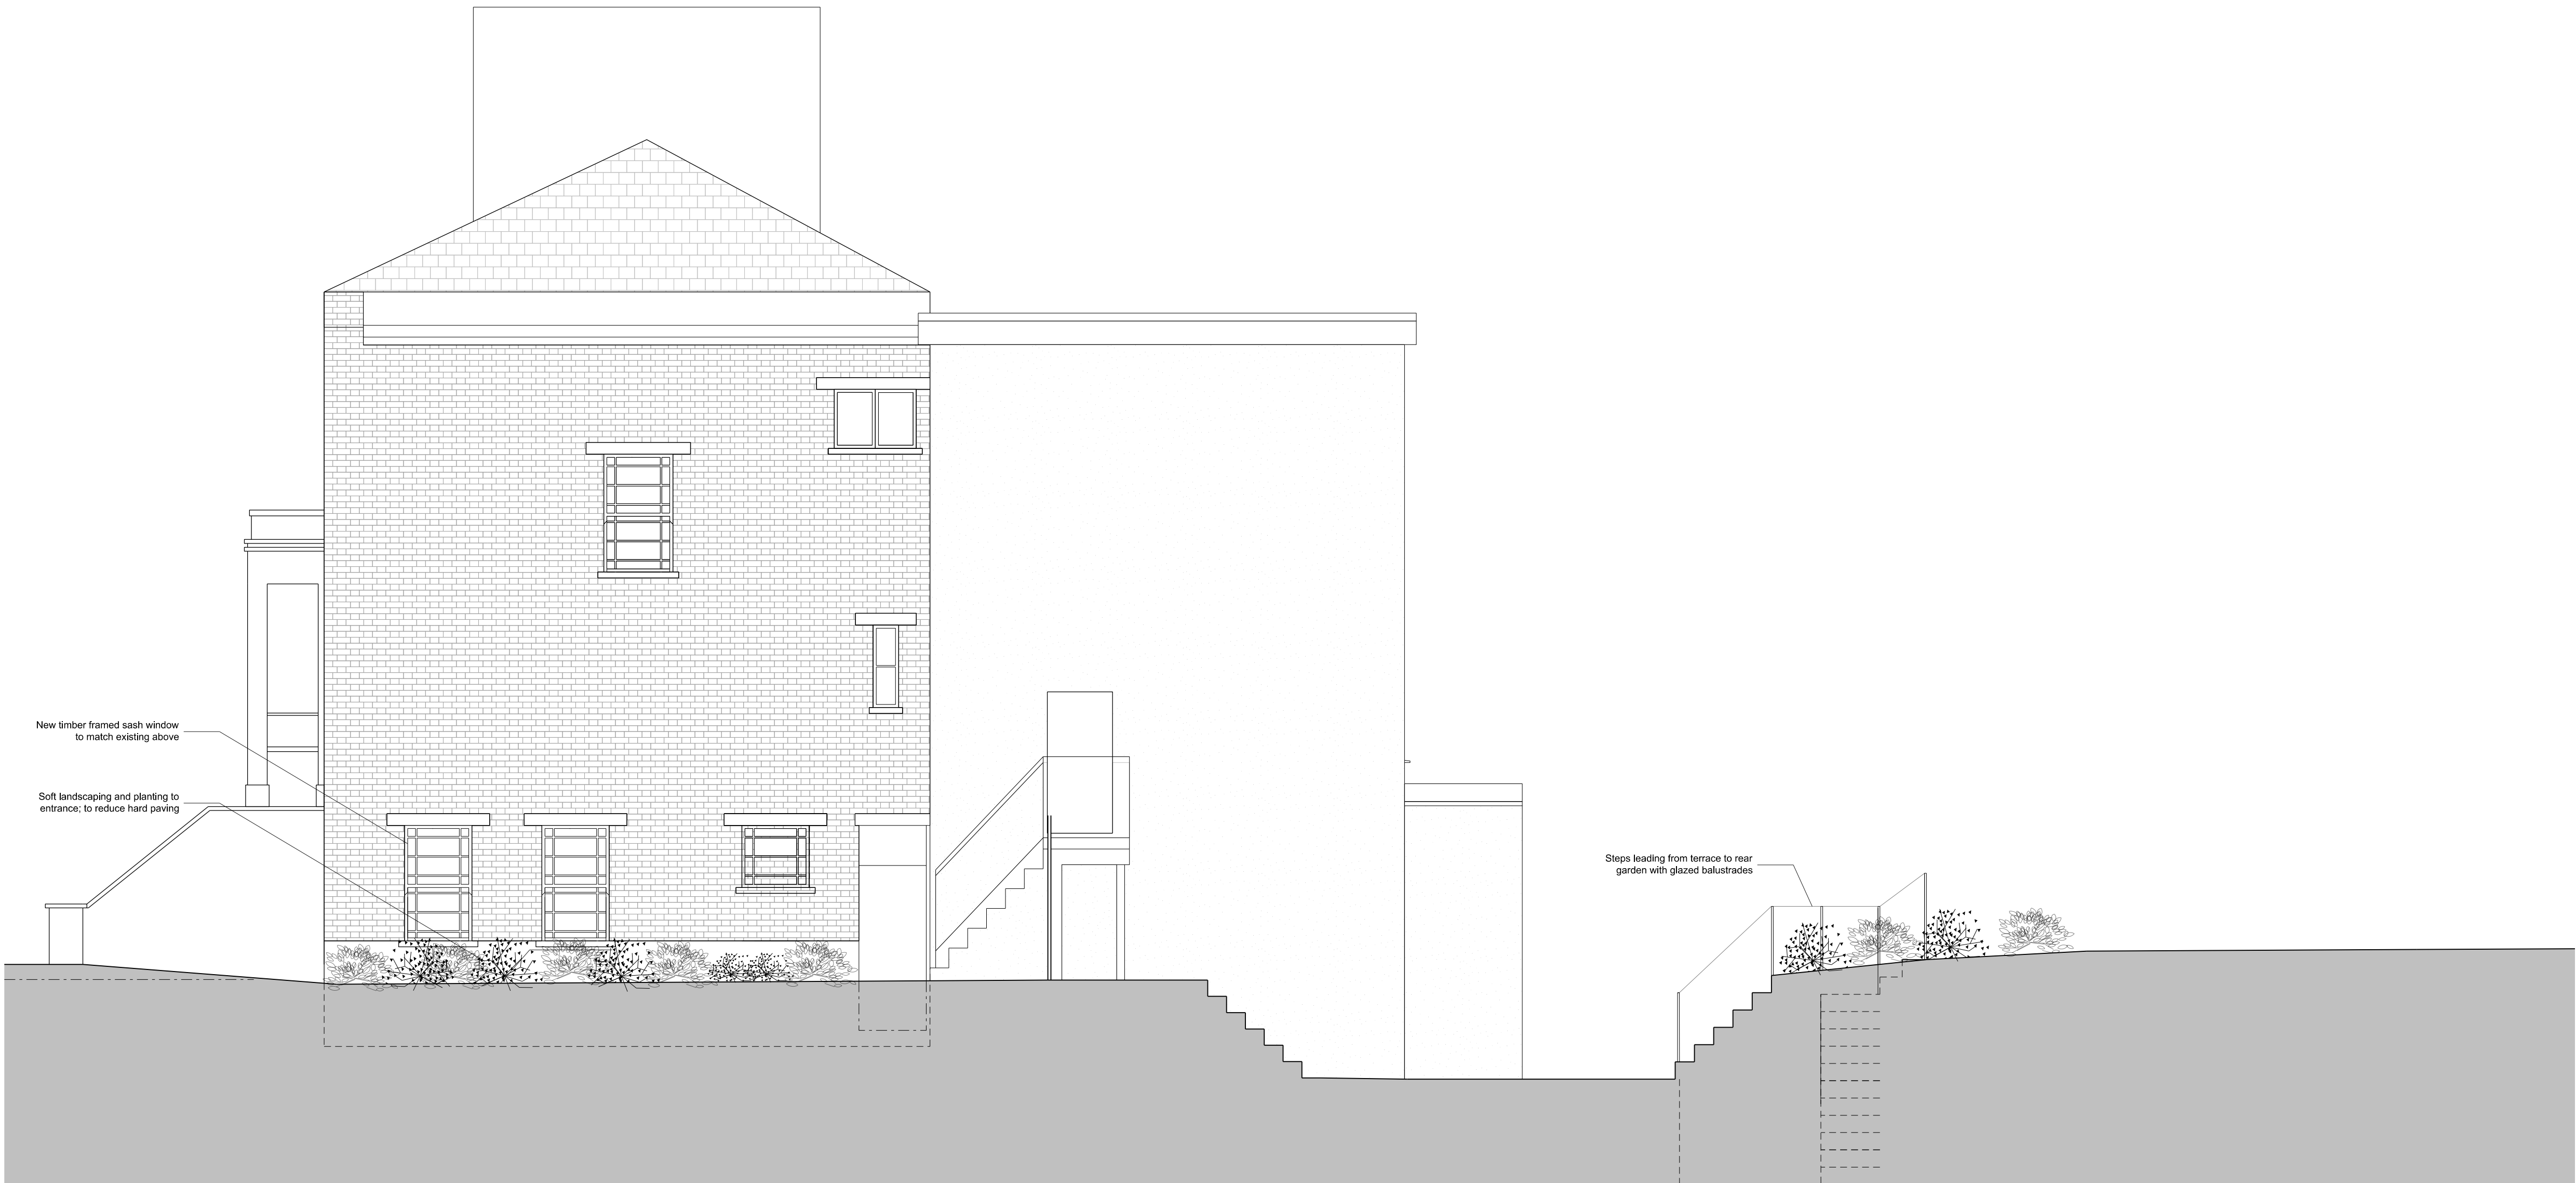 New timber framed sash window
to match existing above
Soft landscaping and planting to
entrance; to reduce hard paving
Steps leading from terrace to rear
garden with glazed balustrades